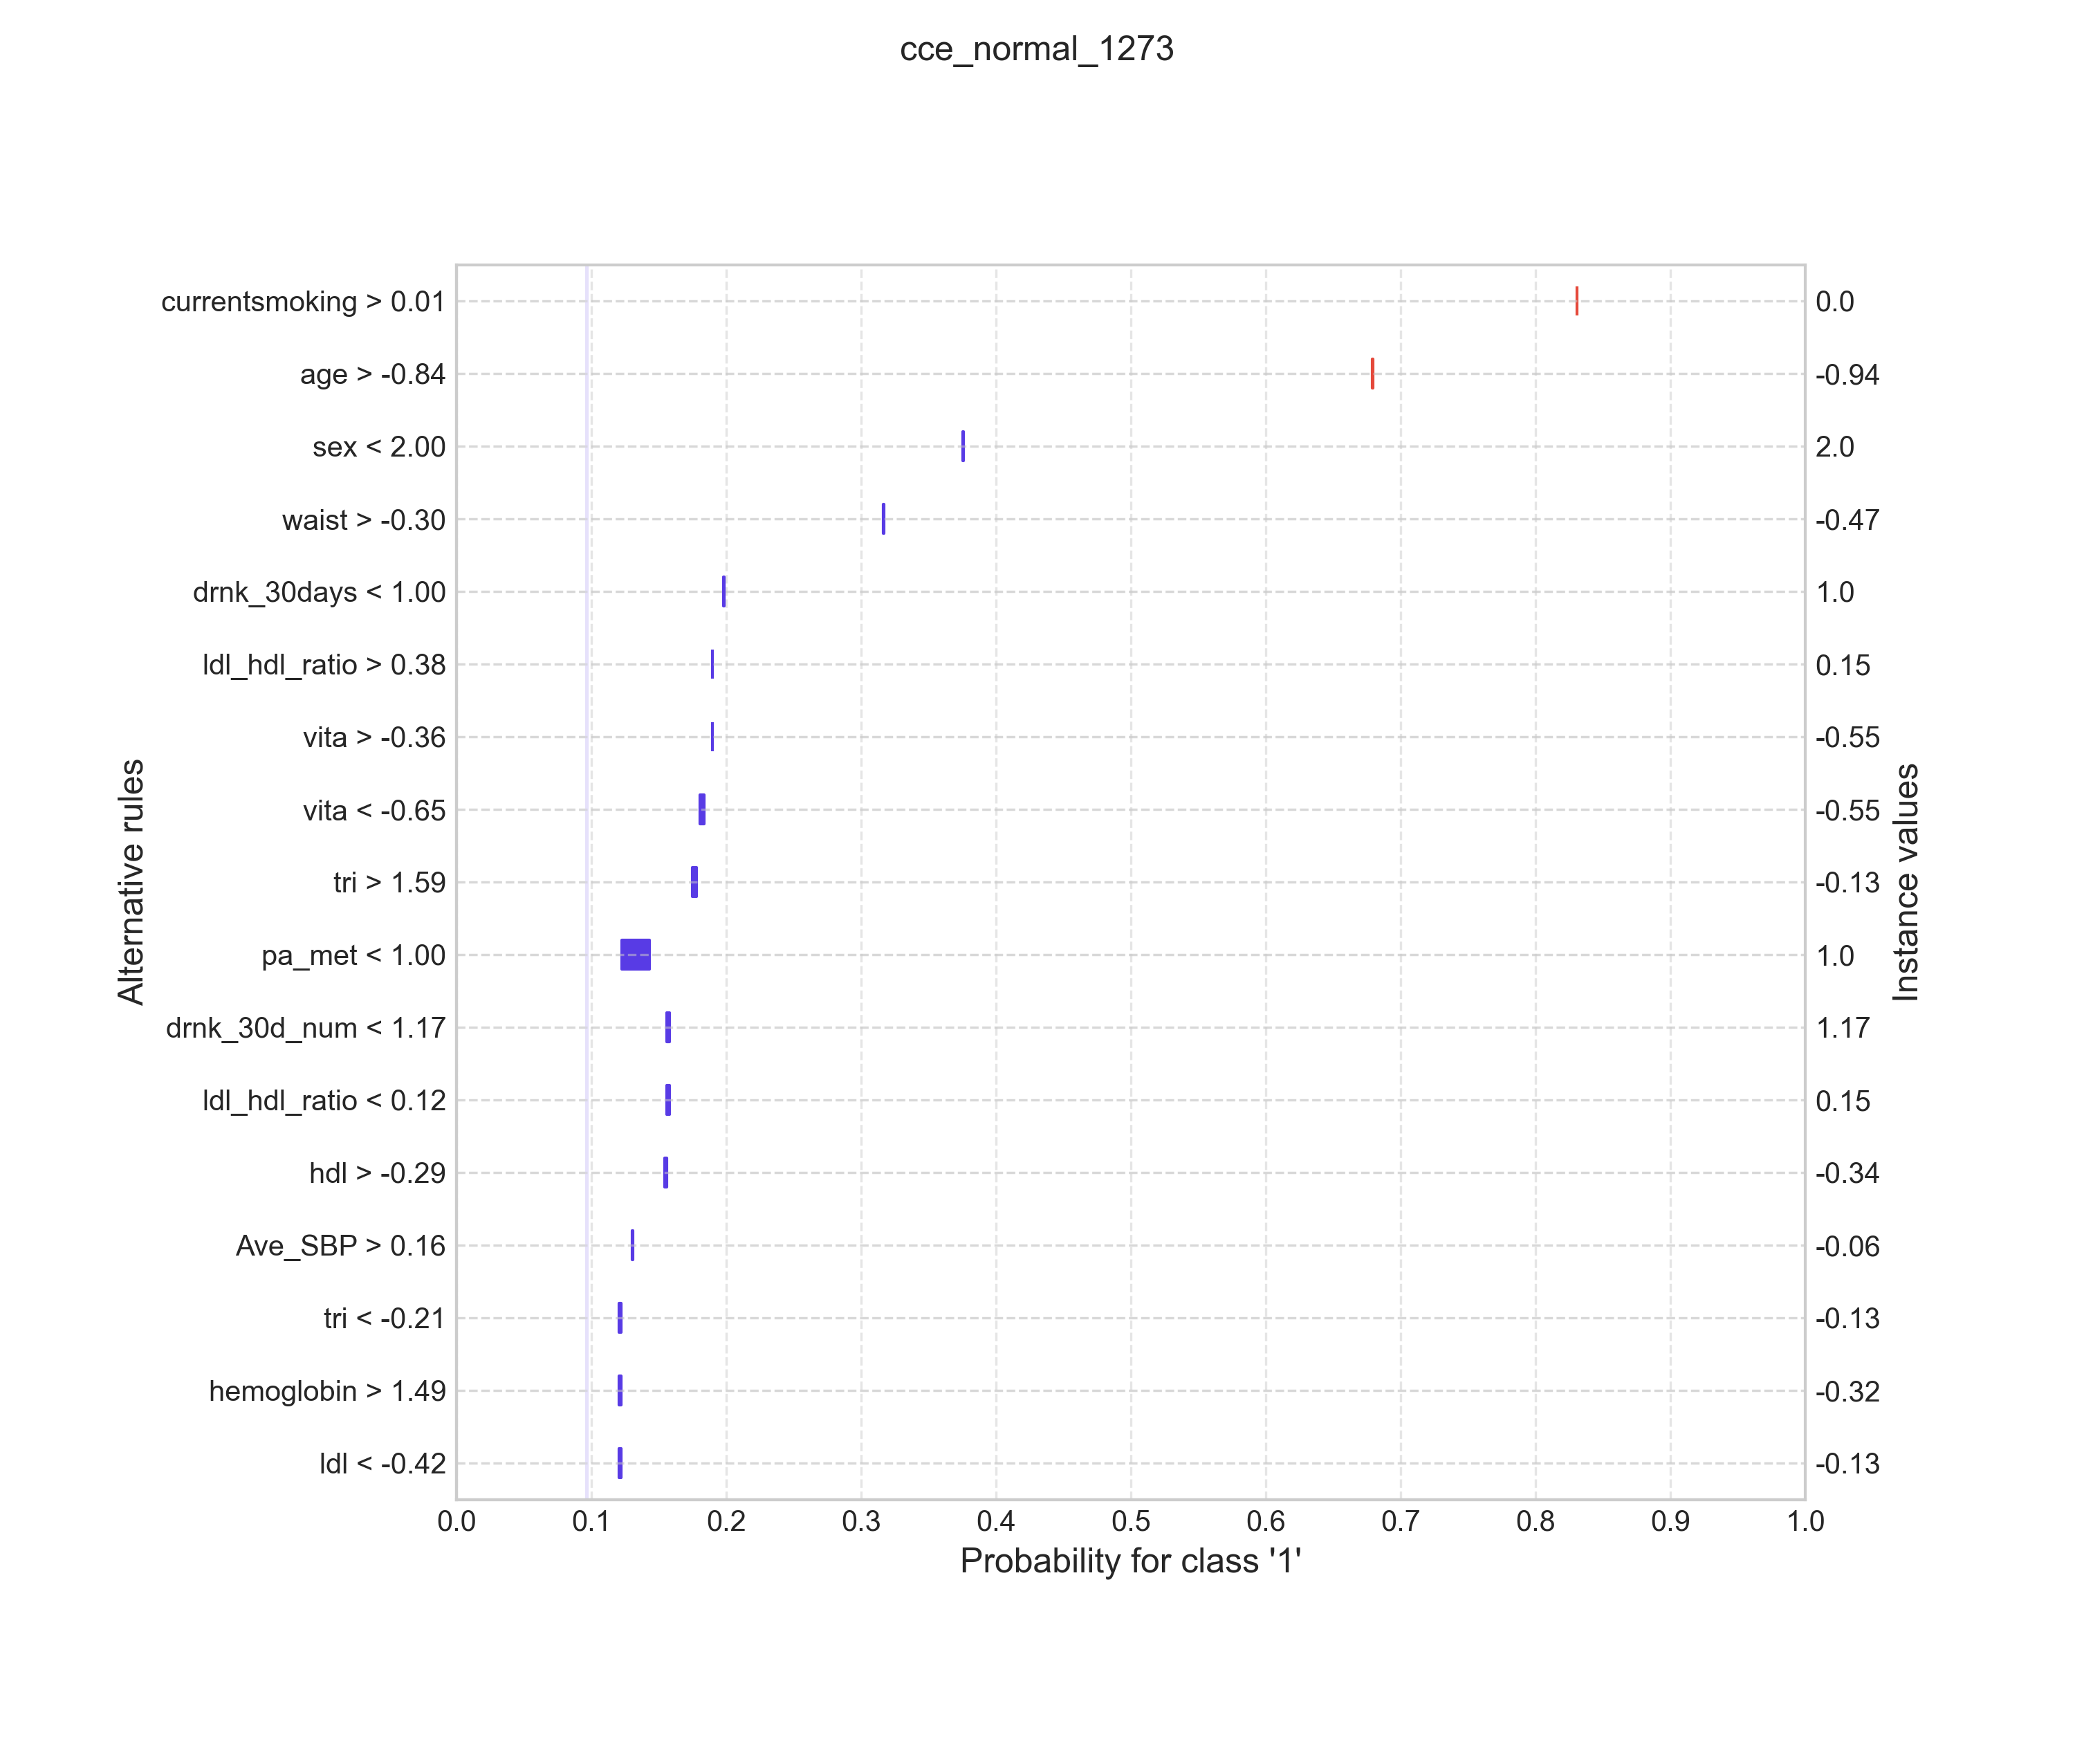 cce_normal_1273
currentsmoking > 0.01 0.0
age > -0.84 -0.94
sex < 2.00 2.0
waist > -0.30 -0.47
drnk_30days < 1.00 1.0
ldl_hdl_ratio > 0.38 0.15
vita > -0.36 -0.55
vita < -0.65 -0.55
tri > 1.59 -0.13
pa_met < 1.00 1.0
drnk_30d_num < 1.17 1.17
ldl_hdl_ratio < 0.12 0.15
hdl > -0.29 -0.34
Ave_SBP > 0.16 -0.06
tri < -0.21 -0.13
hemoglobin > 1.49 -0.32
ldl < -0.42 -0.13
Alternative rules
Instance values
0.0 0.1 0.2 0.3 0.4 0.5 0.6 0.7 0.8 0.9 1.0
Probability for class '1'